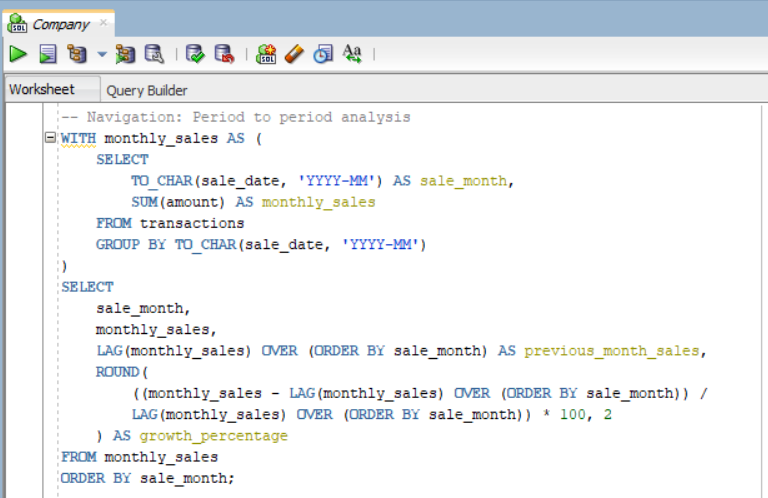 Company
Worksheet Query Builder
-- Navigation: Period to period analysis
WITH monthly_sales AS (
    SELECT
        TO_CHAR(sale_date, 'YYYY-MM') AS sale_month,
        SUM(amount) AS monthly_sales
    FROM transactions
    GROUP BY TO_CHAR(sale_date, 'YYYY-MM')
)
SELECT
    sale_month,
    monthly_sales,
    LAG(monthly_sales) OVER (ORDER BY sale_month) AS previous_month_sales,
    ROUND(
        ((monthly_sales - LAG(monthly_sales) OVER (ORDER BY sale_month)) /
        LAG(monthly_sales) OVER (ORDER BY sale_month)) * 100, 2
    ) AS growth_percentage
FROM monthly_sales
ORDER BY sale_month;